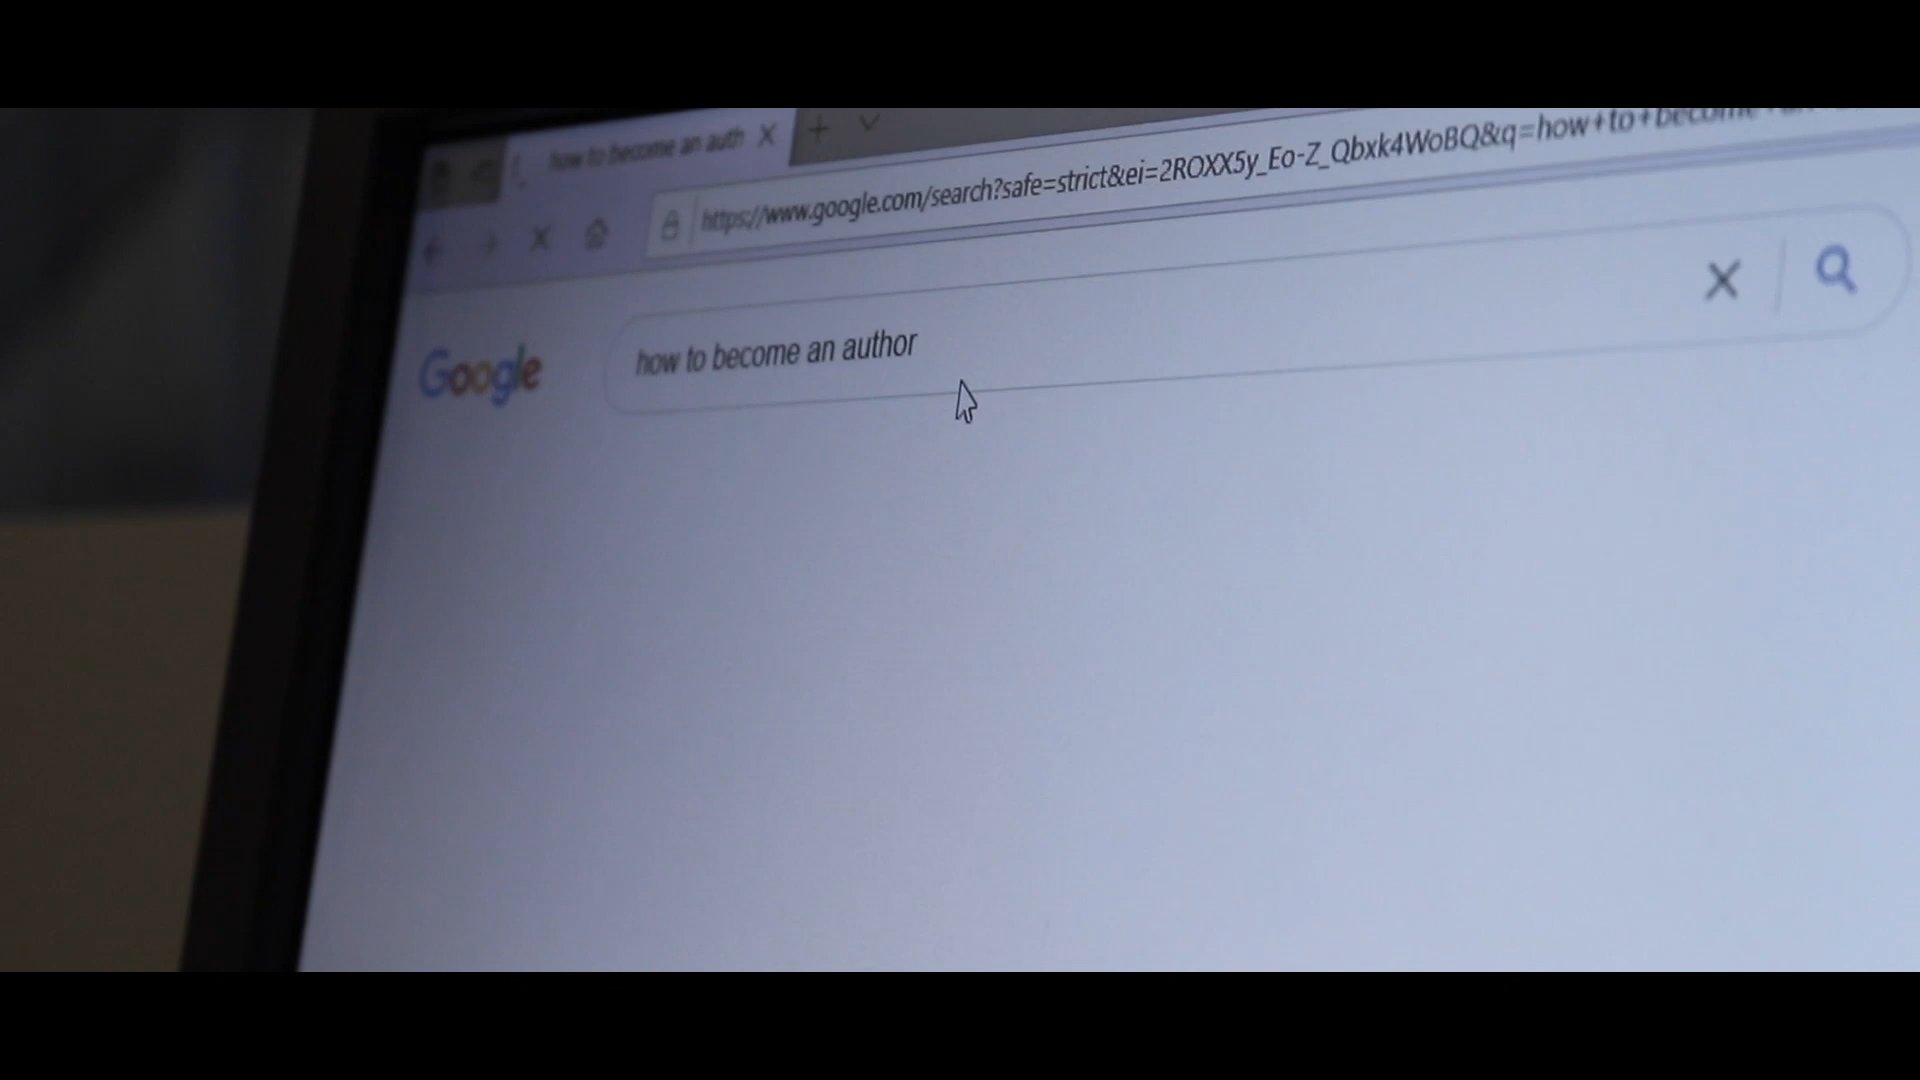 how to become an auth
https://www.google.com/search?safe=strict&ei=2ROXX5y_Eo-Z_Qbxk4WoBQ&q=how+to+become
Google
how to become an author